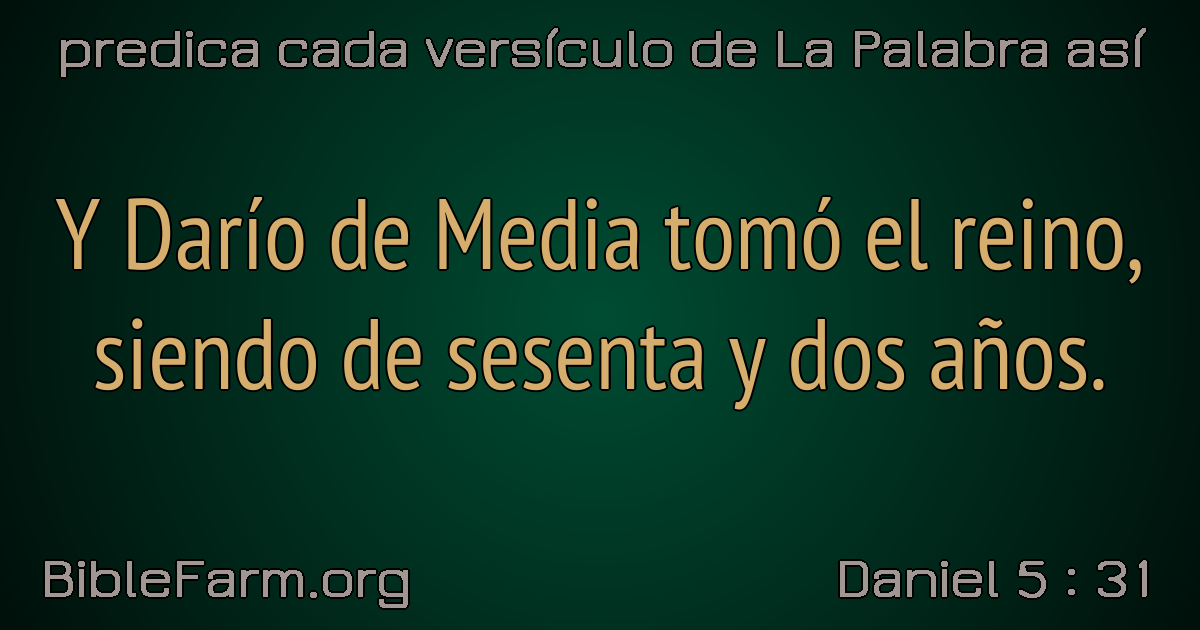 predica cada versículo de La Palabra así
Y Darío de Media tomó el reino,
siendo de sesenta y dos años.
BibleFarm.org
Daniel 5 : 31